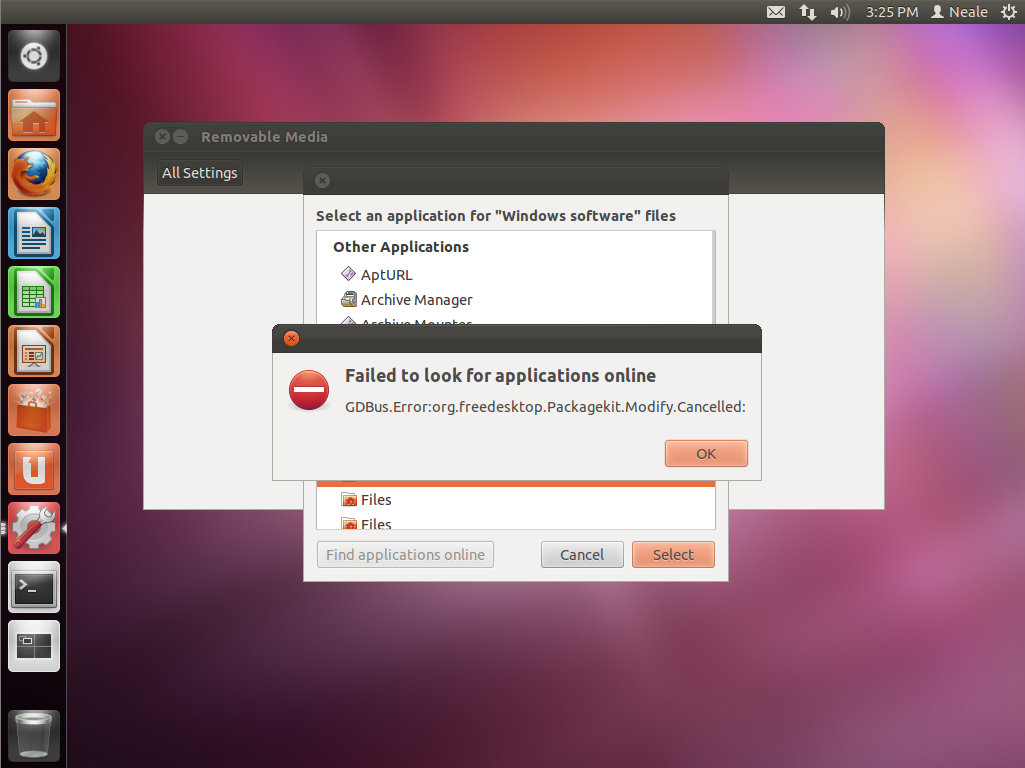 3:25 PM Neale
Removable Media
All Settings
Select an application for "Windows software" files
Other Applications
AptURL
Archive Manager
Archive Mounter
Failed to look for applications online
GDBus.Error:org.freedesktop.Packagekit.Modify.Cancelled:
OK
Files
Files
Find applications online Cancel Select